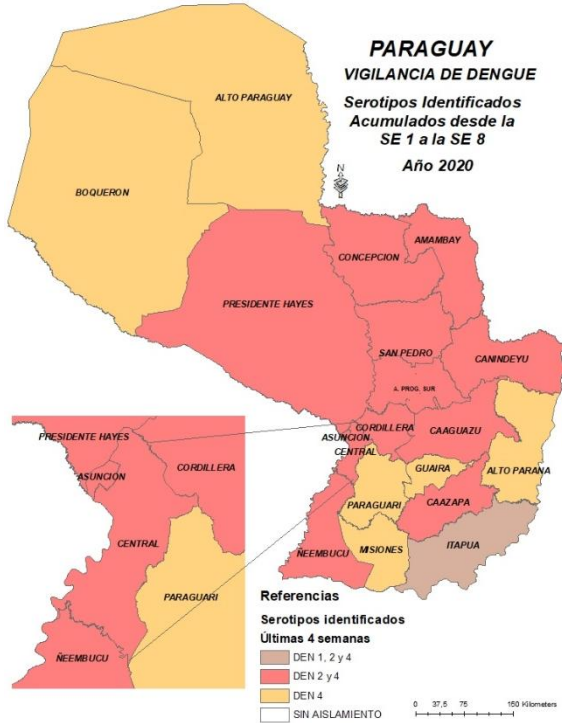 PARAGUAY
VIGILANCIA DE DENGUE
Serotipos Identificados
Acumulados desde la
SE 1 a la SE 8
Año 2020
N
ALTO PARAGUAY
BOQUERON
AMAMBAY
CONCEPCION
PRESIDENTE HAYES
SAN PEDRO
CANINDEYU
A. PROG. SUR
CORDILLERA
ASUNCION
CAAGUAZU
CENTRAL
GUAIRA
ALTO PARANA
PARAGUARI
CAAZAPA
ÑEEMBUCU
MISIONES
ITAPUA
PRESIDENTE HAYES
CORDILLERA
ASUNCIÓN
CENTRAL
PARAGUARI
ÑEEMBUCU
Referencias
Serotipos identificados
Últimas 4 semanas
DEN 1, 2 y 4
DEN 2 y 4
DEN 4
SIN AISLAMIENTO
0 37,5 75 150 Kilometers